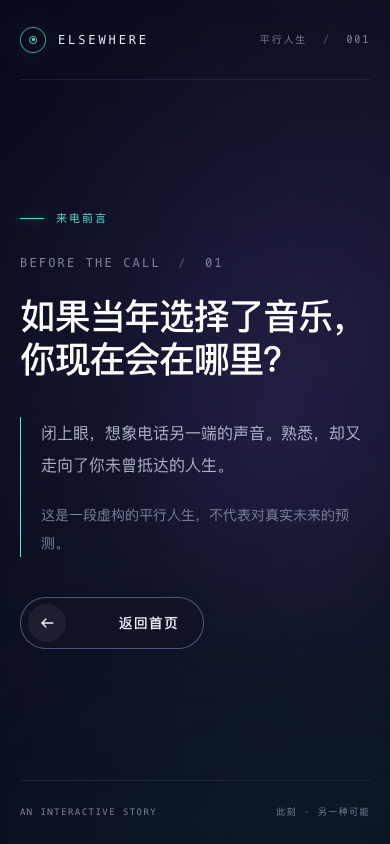 ELSEWHERE
平行人生 / 001
来电前言
BEFORE THE CALL / 01
如果当年选择了音乐，
你现在会在哪里？
闭上眼，想象电话另一端的声音。熟悉，却又
走向了你未曾抵达的人生。
这是一段虚构的平行人生，不代表对真实未来的预
测。
返回首页
AN INTERACTIVE STORY
此刻 · 另一种可能